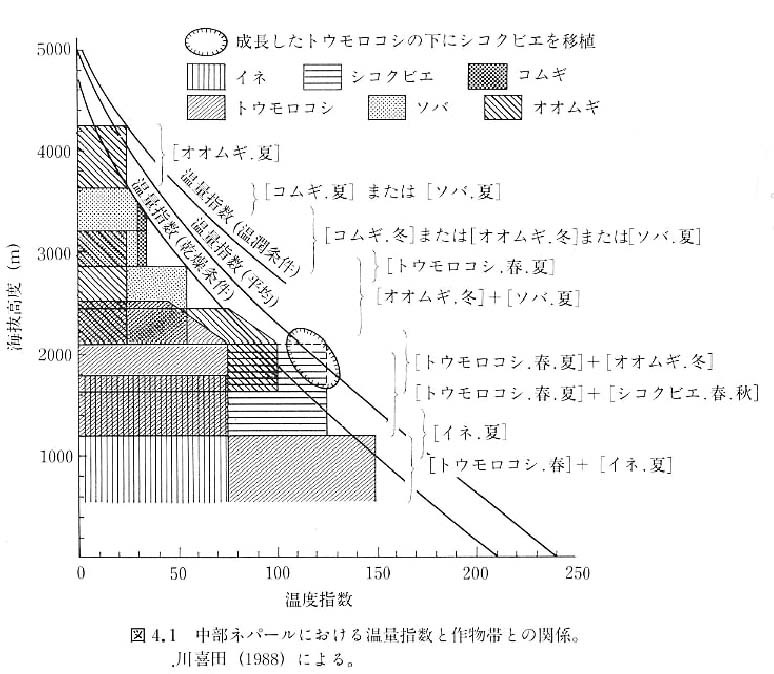 成長したトウモロコシの下にシコクビエを移植
イネ シコクビエ コムギ
トウモロコシ ソバ オオムギ
5000
4000
3000
2000
1000
海抜高度 (m)
[オオムギ.夏]
[コムギ.夏] または [ソバ.夏]
[コムギ.冬]または[オオムギ.冬]または[ソバ.夏]
[トウモロコシ.春.夏]
[オオムギ.冬]+[ソバ.夏]
[トウモロコシ.春.夏]+[オオムギ.冬]
[トウモロコシ.春.夏]+[シコクビエ.春.秋]
[イネ.夏]
[トウモロコシ.春]+[イネ.夏]
温量指数 (湿潤条件)
温量指数 (平均)
温量指数 (乾燥条件)
0 50 100 150 200 250
温度指数
図4.1 中部ネパールにおける温量指数と作物帯との関係。
川喜田 (1988) による。